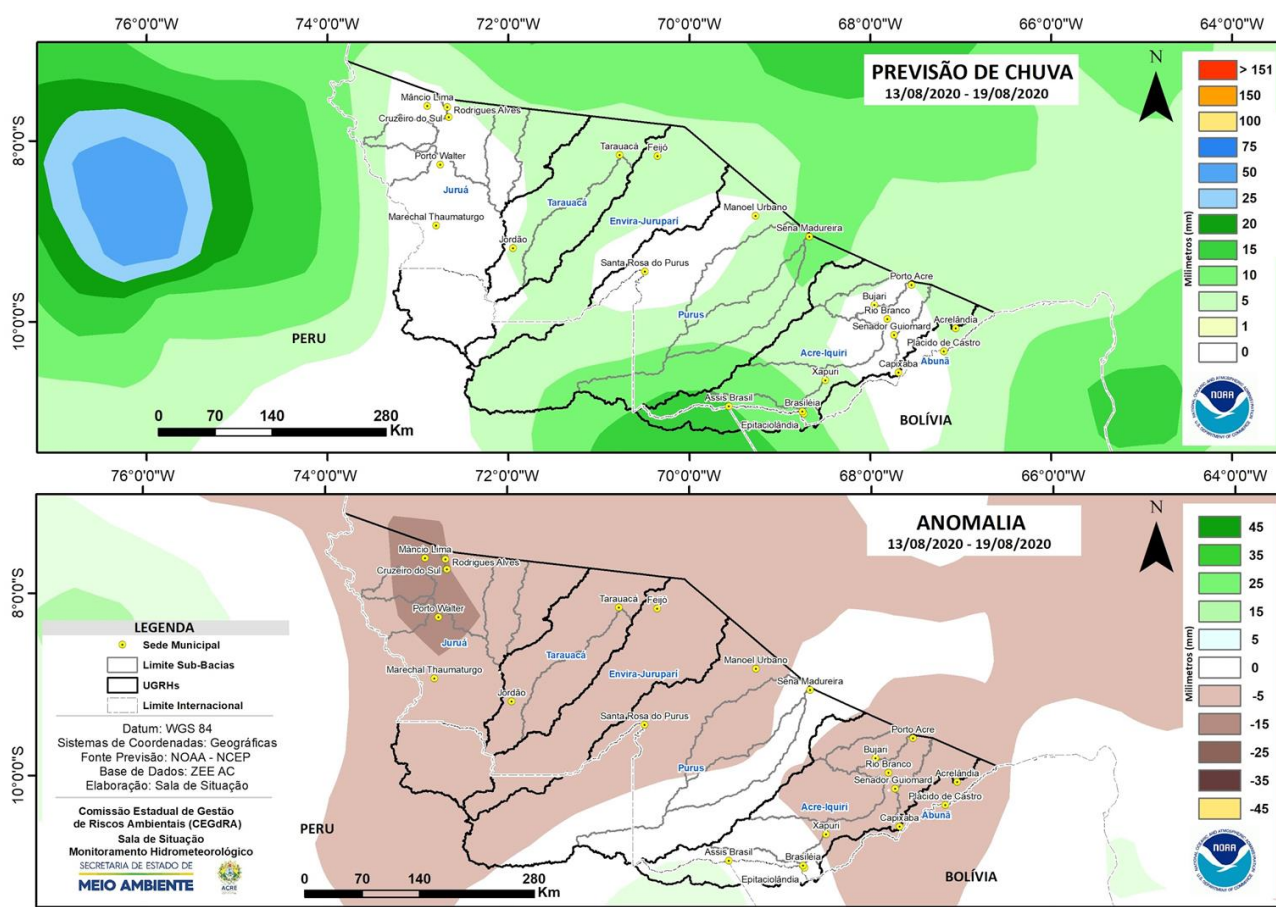 76°0'0"W 74°0'0"W 72°0'0"W 70°0'0"W 68°0'0"W 66°0'0"W 64°0'0"W
PREVISÃO DE CHUVA
13/08/2020 - 19/08/2020
N
8°0'0"S
10°0'0"S
Mâncio Lima
Rodrigues Alves
Cruzeiro do Sul
Porto Walter
Juruá
Marechal Thaumaturgo
Jordão
Tarauacá
Feijó
Tarauacá
Envira-Jurupari
Manoel Urbano
Sena Madureira
Santa Rosa do Purus
Purus
Porto Acre
Bujari
Rio Branco
Senador Guiomard
Acrelândia
Plácido de Castro
Acre-Iquiri
Abunã
Xapuri
Capixaba
Assis Brasil
Brasiléia
Epitaciolândia
PERU
BOLÍVIA
0 70 140 280
Km
Milímetros (mm)
> 151
150
100
75
50
25
20
15
10
5
1
0
NOAA
76°0'0"W 74°0'0"W 72°0'0"W 70°0'0"W 68°0'0"W 66°0'0"W 64°0'0"W
ANOMALIA
13/08/2020 - 19/08/2020
N
8°0'0"S
10°0'0"S
Mâncio Lima
Rodrigues Alves
Cruzeiro do Sul
Porto Walter
Juruá
Marechal Thaumaturgo
Jordão
Tarauacá
Feijó
Tarauacá
Envira-Jurupari
Manoel Urbano
Sena Madureira
Santa Rosa do Purus
Purus
Porto Acre
Bujari
Rio Branco
Senador Guiomard
Acrelândia
Plácido de Castro
Acre-Iquiri
Abunã
Xapuri
Capixaba
Assis Brasil
Brasiléia
Epitaciolândia
PERU
BOLÍVIA
0 70 140 280
Km
Milímetros (mm)
45
35
25
15
5
0
-5
-15
-25
-35
-45
NOAA
LEGENDA
Sede Municipal
Limite Sub-Bacias
UGRHs
Limite Internacional
Datum: WGS 84
Sistemas de Coordenadas: Geográficas
Fonte Previsão: NOAA - NCEP
Base de Dados: ZEE AC
Elaboração: Sala de Situação
Comissão Estadual de Gestão
de Riscos Ambientais (CEGdRA)
Sala de Situação
Monitoramento Hidrometeorológico
SECRETARIA DE ESTADO DE
MEIO AMBIENTE
ACRE